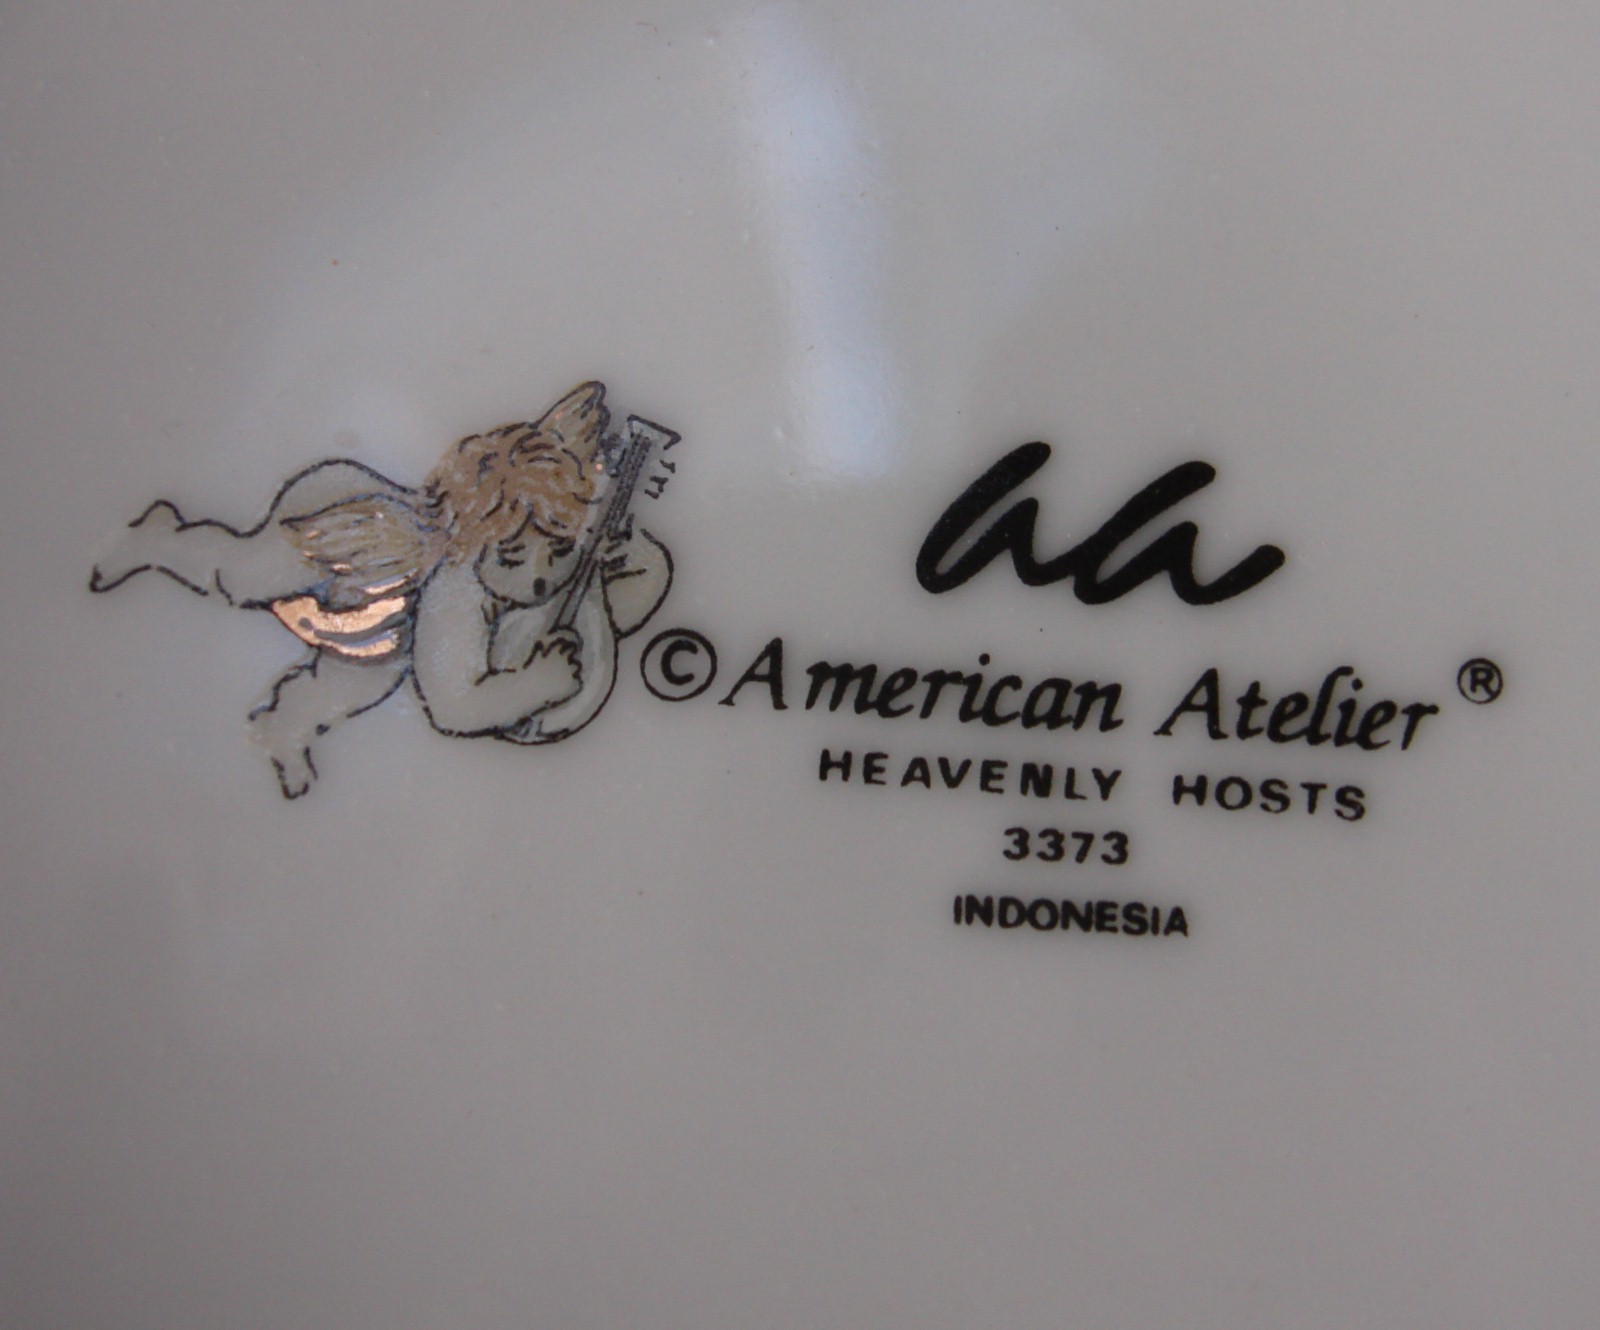 aa
©American Atelier®
HEAVENLY HOSTS
3373
INDONESIA